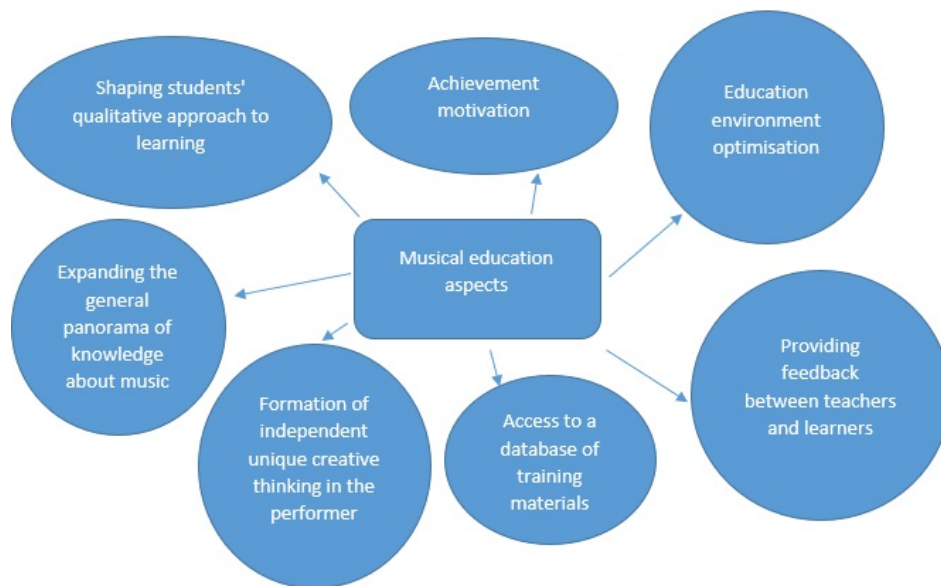 Shaping students'
qualitative approach to
learning
Achievement
motivation
Education
environment
optimisation
Musical education
aspects
Expanding the
general
panorama of
knowledge
about music
Providing
feedback
between teachers
and learners
Formation of
independent
unique creative
thinking in the
performer
Access to a
database of
training
materials